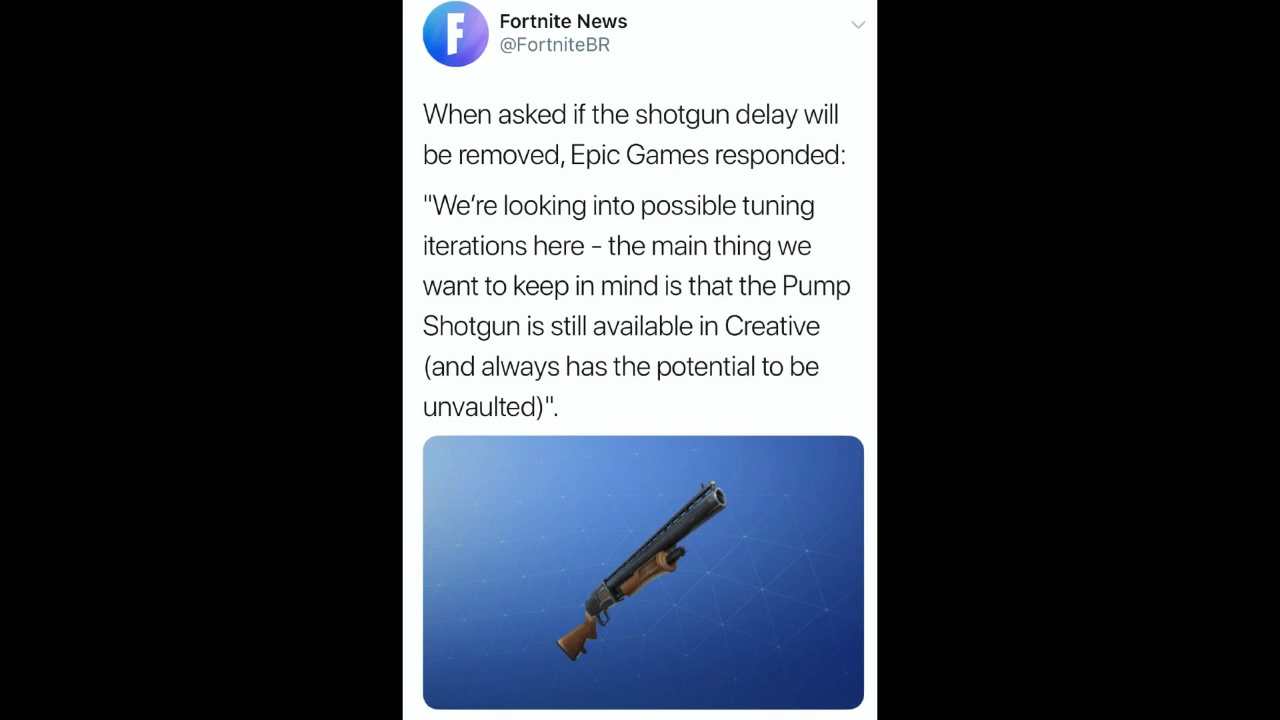 Fortnite News
@FortniteBR
When asked if the shotgun delay will
be removed, Epic Games responded:
"We’re looking into possible tuning
iterations here - the main thing we
want to keep in mind is that the Pump
Shotgun is still available in Creative
(and always has the potential to be
unvaulted)".